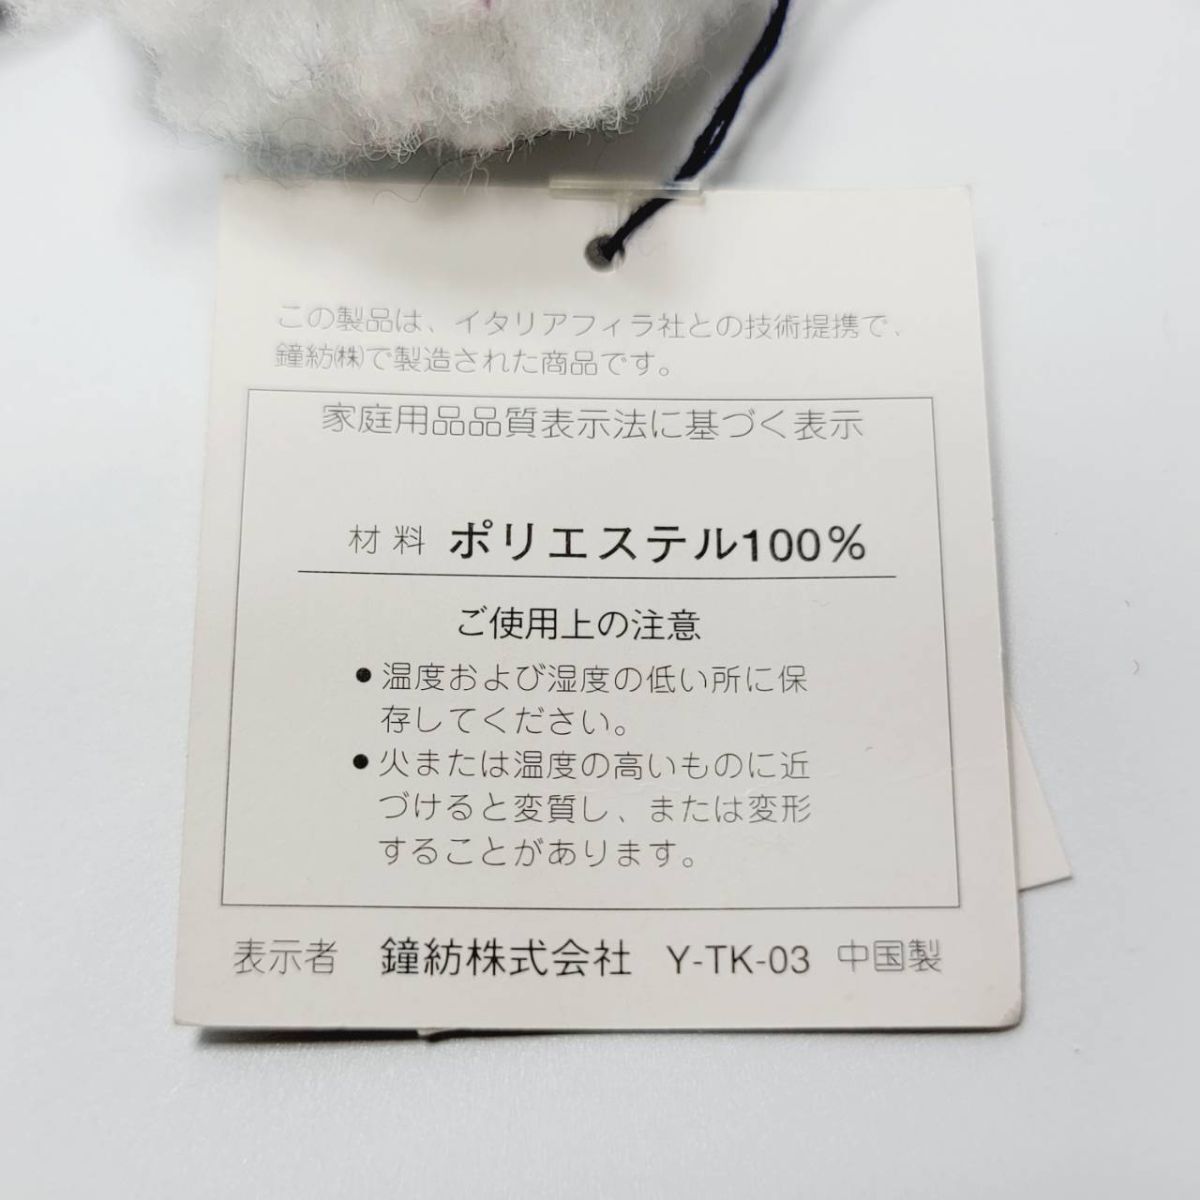 この製品は、イタリアフィラ社との技術提携で、
鐘紡㈱で製造された商品です。
家庭用品品質表示法に基づく表示
材料 ポリエステル100%
ご使用上の注意
●温度および湿度の低い所に保
存してください。
●火または温度の高いものに近
づけると変質し、または変形
することがあります。
表示者 鐘紡株式会社 Y-TK-03 中国製